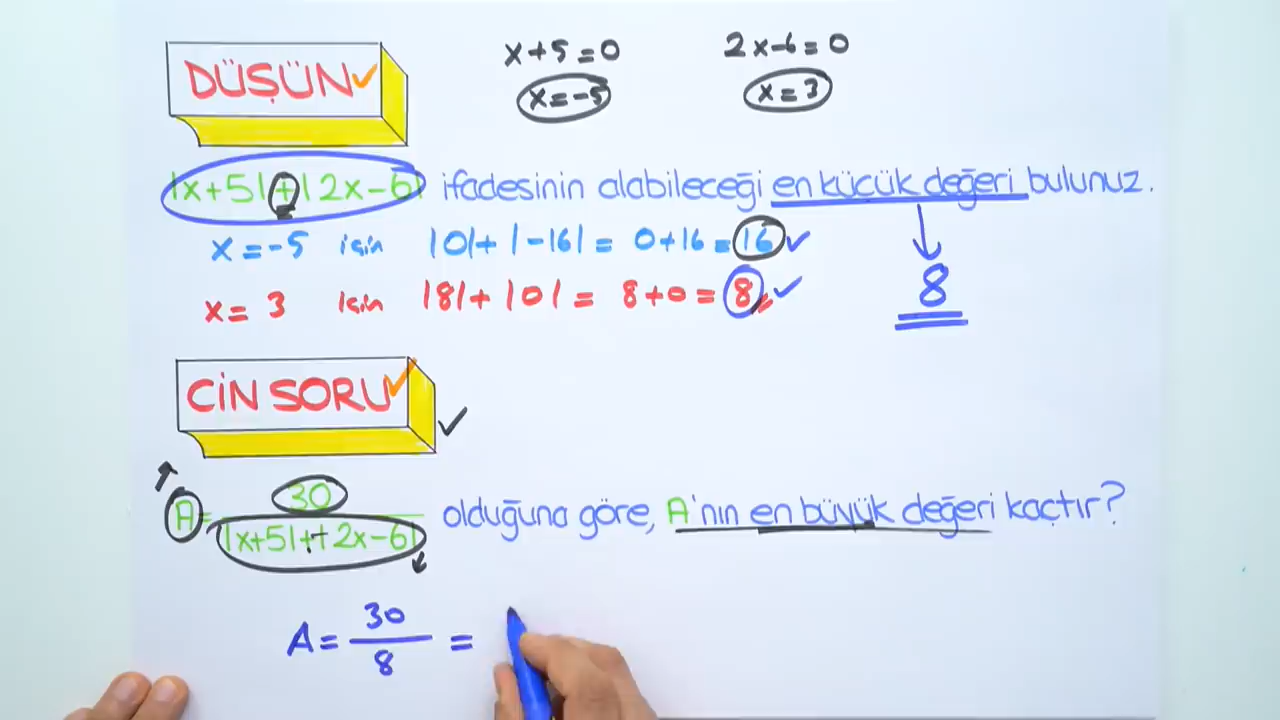 x+5=0 2x-6=0
x=-5 x=3
DÜŞÜN
|x+5|+|2x-6| ifadesinin alabileceği en küçük değeri bulunuz.
x=-5 için |0|+|-16|= 0+16=16
x=3 için |8|+|0|= 8+0=8
8
CİN SORU
A=30/|x+5|+|2x-6| olduğuna göre, A'nın en büyük değeri kaçtır?
A=30/8=